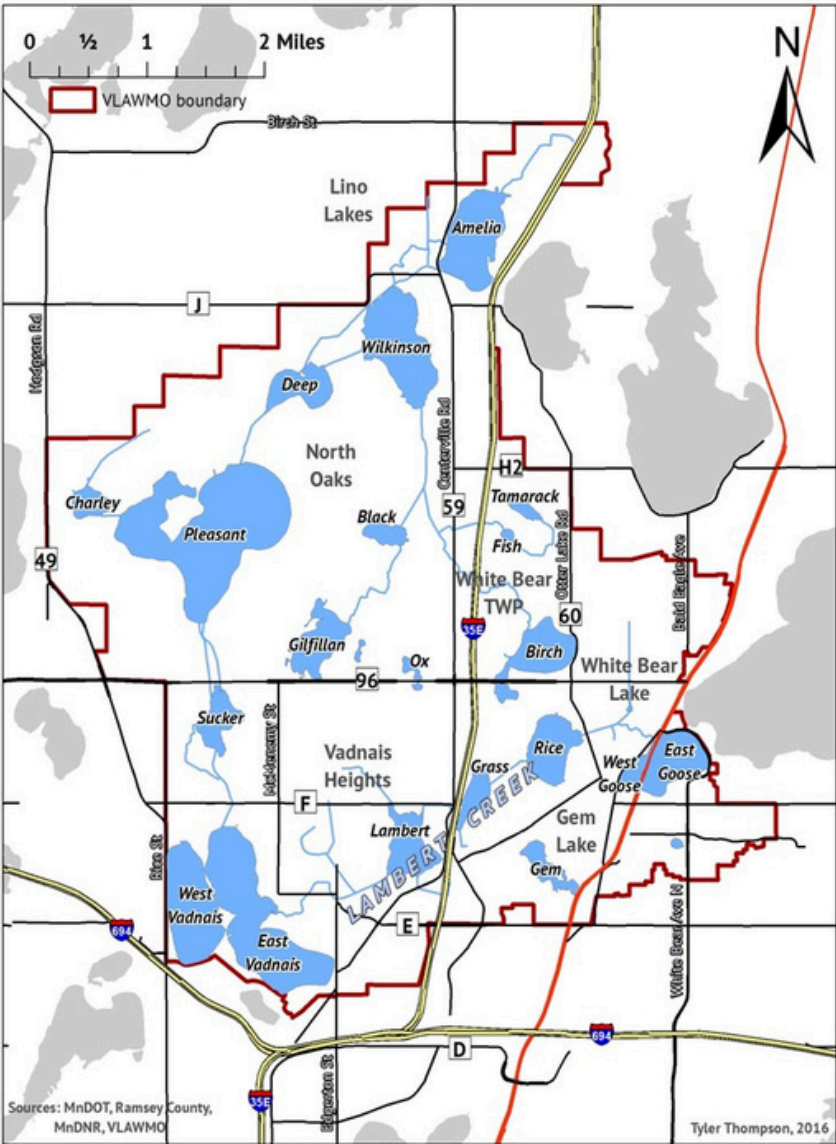 0 ½ 1 2 Miles
VLAWMO boundary
N
Birch St
Lino
Lakes
Amelia
J
Hodgson Rd
Wilkinson
Deep
Centerville Rd
North
Oaks
H2
Charley
Tamarack
59
Black
Pleasant
Otter Lake Rd
Fish
49
Bald Eagle Ave
White Bear
TWP
60
35E
Gilfillan
Birch
Ox
White Bear
Lake
96
Sucker
McMenemy St
Vadnais
Heights
Rice
East
Goose
West
Goose
Grass
F
LAMBERT CREEK
Gem
Lake
Lambert
Rice St
Gem
West
Vadnais
E
694
East
Vadnais
White Bear Ave N
694
D
Edgerton St
35E
Sources: MnDOT, Ramsey County,
MnDNR, VLAWMO
Tyler Thompson, 2016